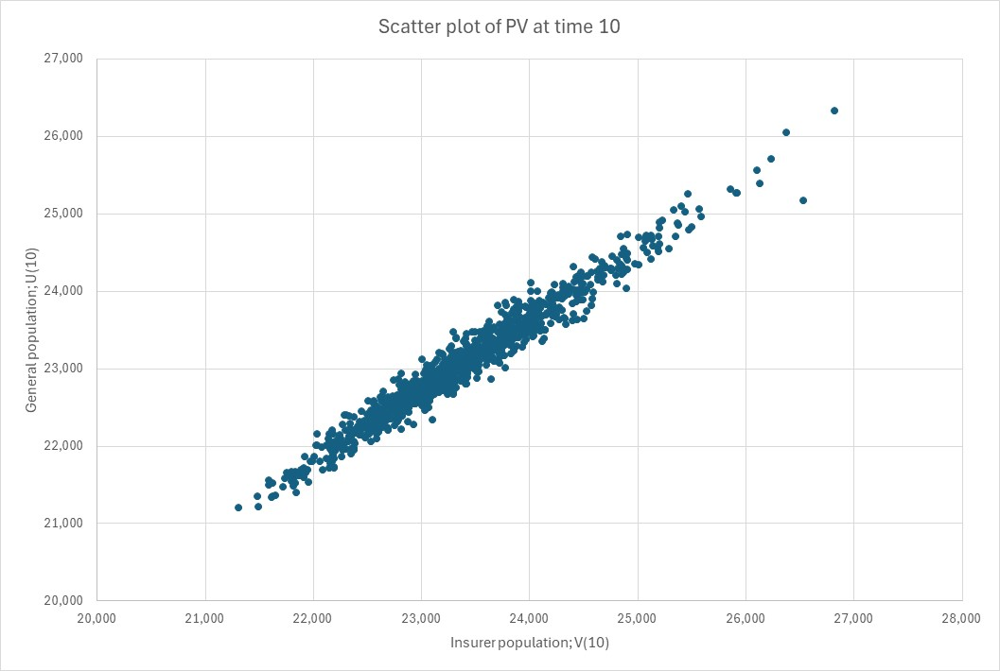 Scatter plot of PV at time 10
27,000
26,000
25,000
24,000
23,000
22,000
21,000
20,000
General population; U(10)
20,000 21,000 22,000 23,000 24,000 25,000 26,000 27,000 28,000
Insurer population; V(10)